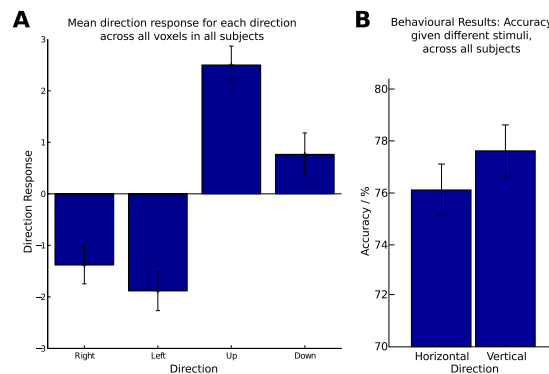 A
Mean direction response for each direction
across all voxels in all subjects
3
2
1
0
−1
−2
−3
Direction Response
Right Left Up Down
Direction
B
Behavioural Results: Accuracy
given different stimuli,
across all subjects
80
78
76
74
72
70
Accuracy / %
Horizontal Vertical
Direction